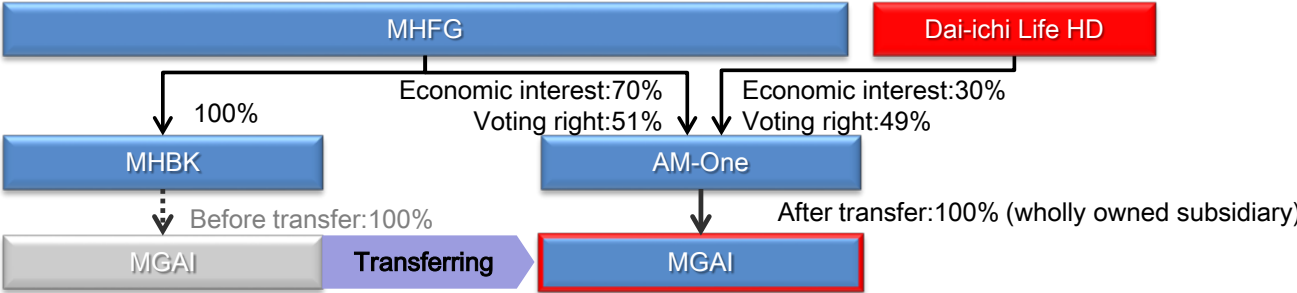 MHFG
Dai-ichi Life HD
100%
Economic interest:70%
Voting right:51%
Economic interest:30%
Voting right:49%
MHBK
AM-One
Before transfer:100%
After transfer:100% (wholly owned subsidiary)
MGAI
Transferring
MGAI